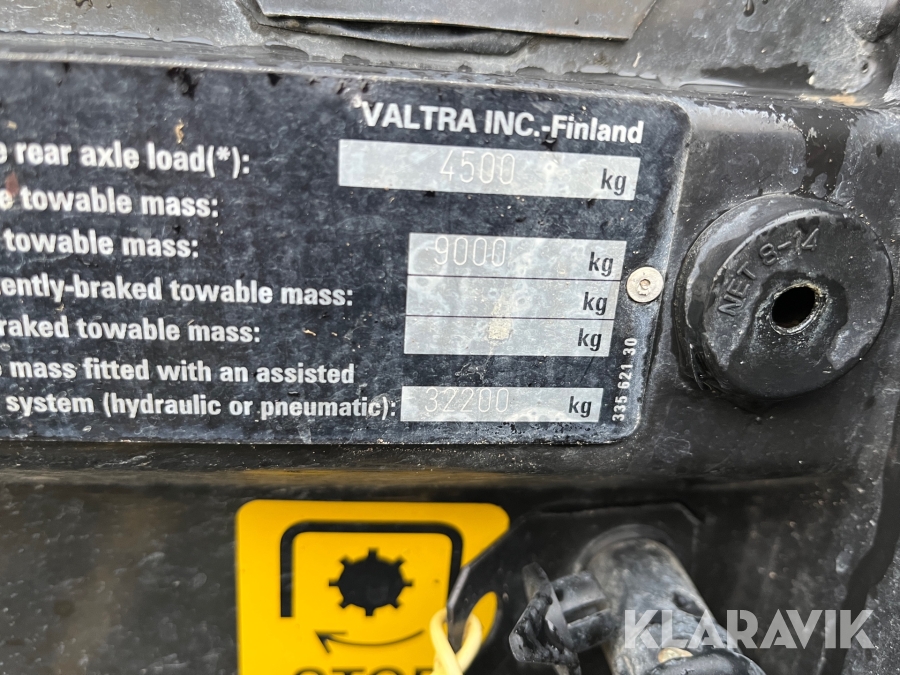 VALTRA INC.-Finland
rear axle load(*): 4500 kg
towable mass:
towable mass: 9000 kg
ently-braked towable mass: kg
raked towable mass: kg
mass fitted with an assisted
system (hydraulic or pneumatic): 32200 kg
335 621 30
NET 8-14
STOP
KLARAVIK